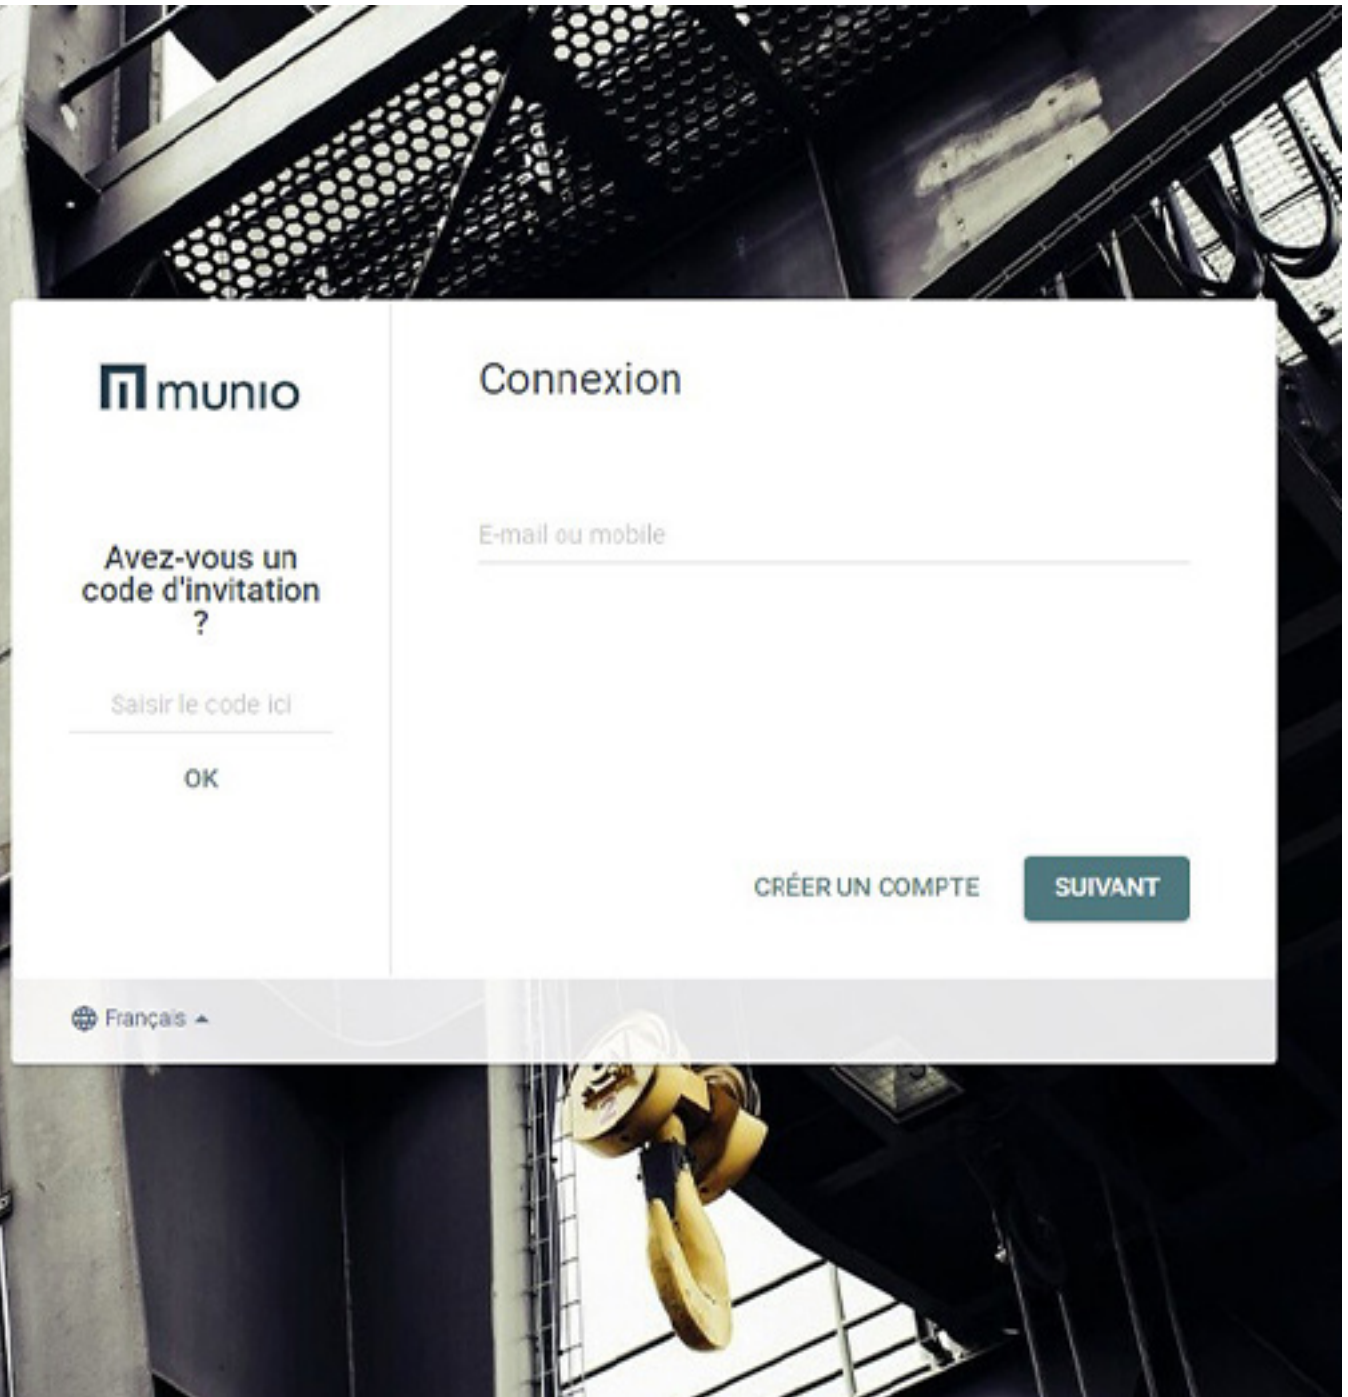 munio
Connexion
E-mail ou mobile
Avez-vous un
code d'invitation
?
Saisir le code ici
OK
CRÉER UN COMPTE
SUIVANT
Français